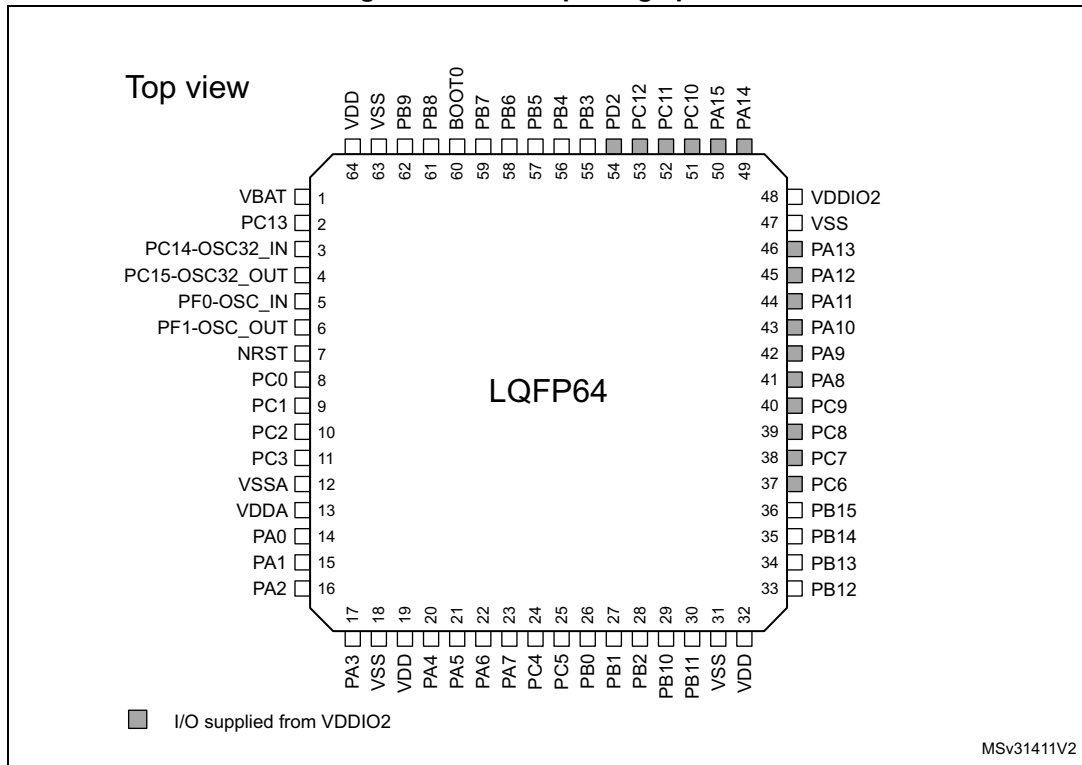 Top view
VDD
VSS
PB9
PB8
BOOT0
PB7
PB6
PB5
PB4
PB3
PD2
PC12
PC11
PC10
PA15
PA14
64 63 62 61 60 59 58 57 56 55 54 53 52 51 50 49
VBAT 1
PC13 2
PC14-OSC32_IN 3
PC15-OSC32_OUT 4
PF0-OSC_IN 5
PF1-OSC_OUT 6
NRST 7
PC0 8
PC1 9
PC2 10
PC3 11
VSSA 12
VDDA 13
PA0 14
PA1 15
PA2 16
LQFP64
48 VDDIO2
47 VSS
46 PA13
45 PA12
44 PA11
43 PA10
42 PA9
41 PA8
40 PC9
39 PC8
38 PC7
37 PC6
36 PB15
35 PB14
34 PB13
33 PB12
17 18 19 20 21 22 23 24 25 26 27 28 29 30 31 32
PA3
VSS
VDD
PA4
PA5
PA6
PA7
PC4
PC5
PB0
PB1
PB2
PB10
PB11
VSS
VDD
I/O supplied from VDDIO2
MSv31411V2